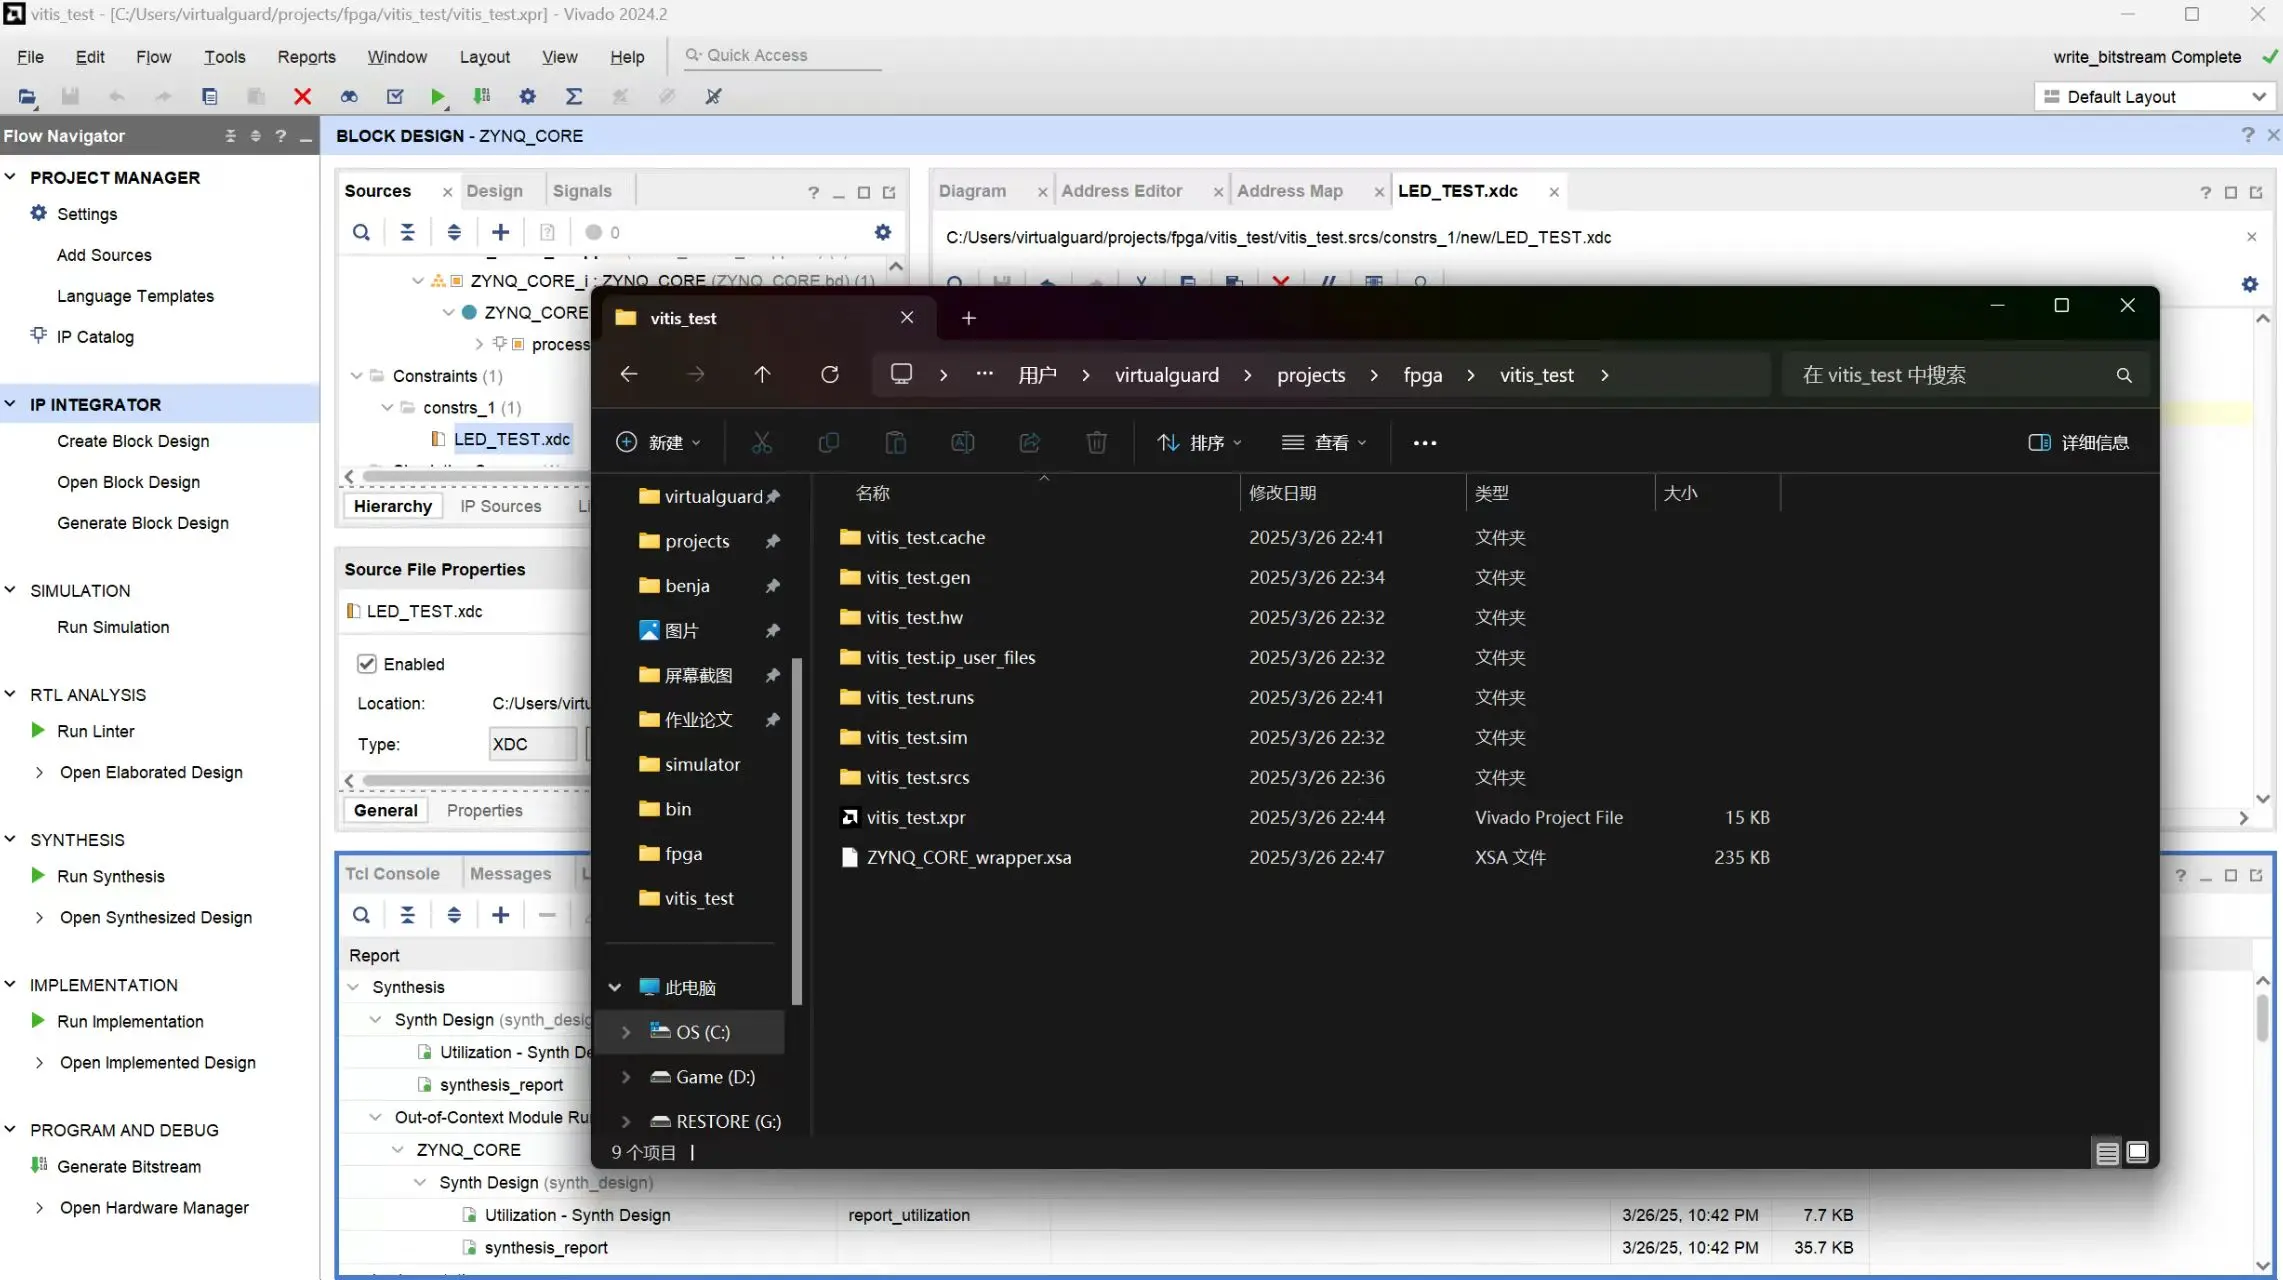 vitis_test - [C:/Users/virtualguard/projects/fpga/vitis_test/vitis_test.xpr] - Vivado 2024.2
File Edit Flow Tools Reports Window Layout View Help Quick Access
write_bitstream Complete
Default Layout
Flow Navigator
BLOCK DESIGN - ZYNQ_CORE
PROJECT MANAGER
Settings
Add Sources
Language Templates
IP Catalog
IP INTEGRATOR
Create Block Design
Open Block Design
Generate Block Design
SIMULATION
Run Simulation
RTL ANALYSIS
Run Linter
Open Elaborated Design
SYNTHESIS
Run Synthesis
Open Synthesized Design
IMPLEMENTATION
Run Implementation
Open Implemented Design
PROGRAM AND DEBUG
Generate Bitstream
Open Hardware Manager
Sources Design Signals
0
ZYNQ_CORE_i : ZYNQ_CORE (ZYNQ_CORE.bd) (1)
ZYNQ_CORE
process
Constraints (1)
constrs_1 (1)
LED_TEST.xdc
Hierarchy IP Sources
Source File Properties
LED_TEST.xdc
Enabled
Location: C:/Users/virtu
Type: XDC
General Properties
Diagram Address Editor Address Map LED_TEST.xdc
C:/Users/virtualguard/projects/fpga/vitis_test/vitis_test.srcs/constrs_1/new/LED_TEST.xdc
Tcl Console Messages
Report
Synthesis
Synth Design (synth_desig
Utilization - Synth De
synthesis_report
Out-of-Context Module Ru
ZYNQ_CORE
Synth Design (synth_design)
Utilization - Synth Design report_utilization 3/26/25, 10:42 PM 7.7 KB
synthesis_report 3/26/25, 10:42 PM 35.7 KB
vitis_test
··· 用户 virtualguard projects fpga vitis_test
在 vitis_test 中搜索
新建 排序 查看 ··· 详细信息
virtualguard
projects
benja
图片
屏幕截图
作业论文
simulator
bin
fpga
vitis_test
此电脑
OS (C:)
Game (D:)
RESTORE (G:)
名称 修改日期 类型 大小
vitis_test.cache 2025/3/26 22:41 文件夹
vitis_test.gen 2025/3/26 22:34 文件夹
vitis_test.hw 2025/3/26 22:32 文件夹
vitis_test.ip_user_files 2025/3/26 22:32 文件夹
vitis_test.runs 2025/3/26 22:41 文件夹
vitis_test.sim 2025/3/26 22:32 文件夹
vitis_test.srcs 2025/3/26 22:36 文件夹
vitis_test.xpr 2025/3/26 22:44 Vivado Project File 15 KB
ZYNQ_CORE_wrapper.xsa 2025/3/26 22:47 XSA 文件 235 KB
9 个项目